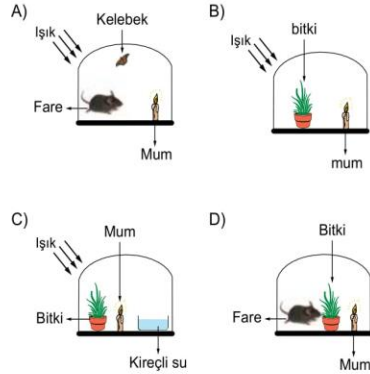 A)
Işık
Kelebek
Fare
Mum
B)
Işık
bitki
mum
C)
Işık
Mum
Bitki
Kireçli su
D)
Bitki
Fare
Mum